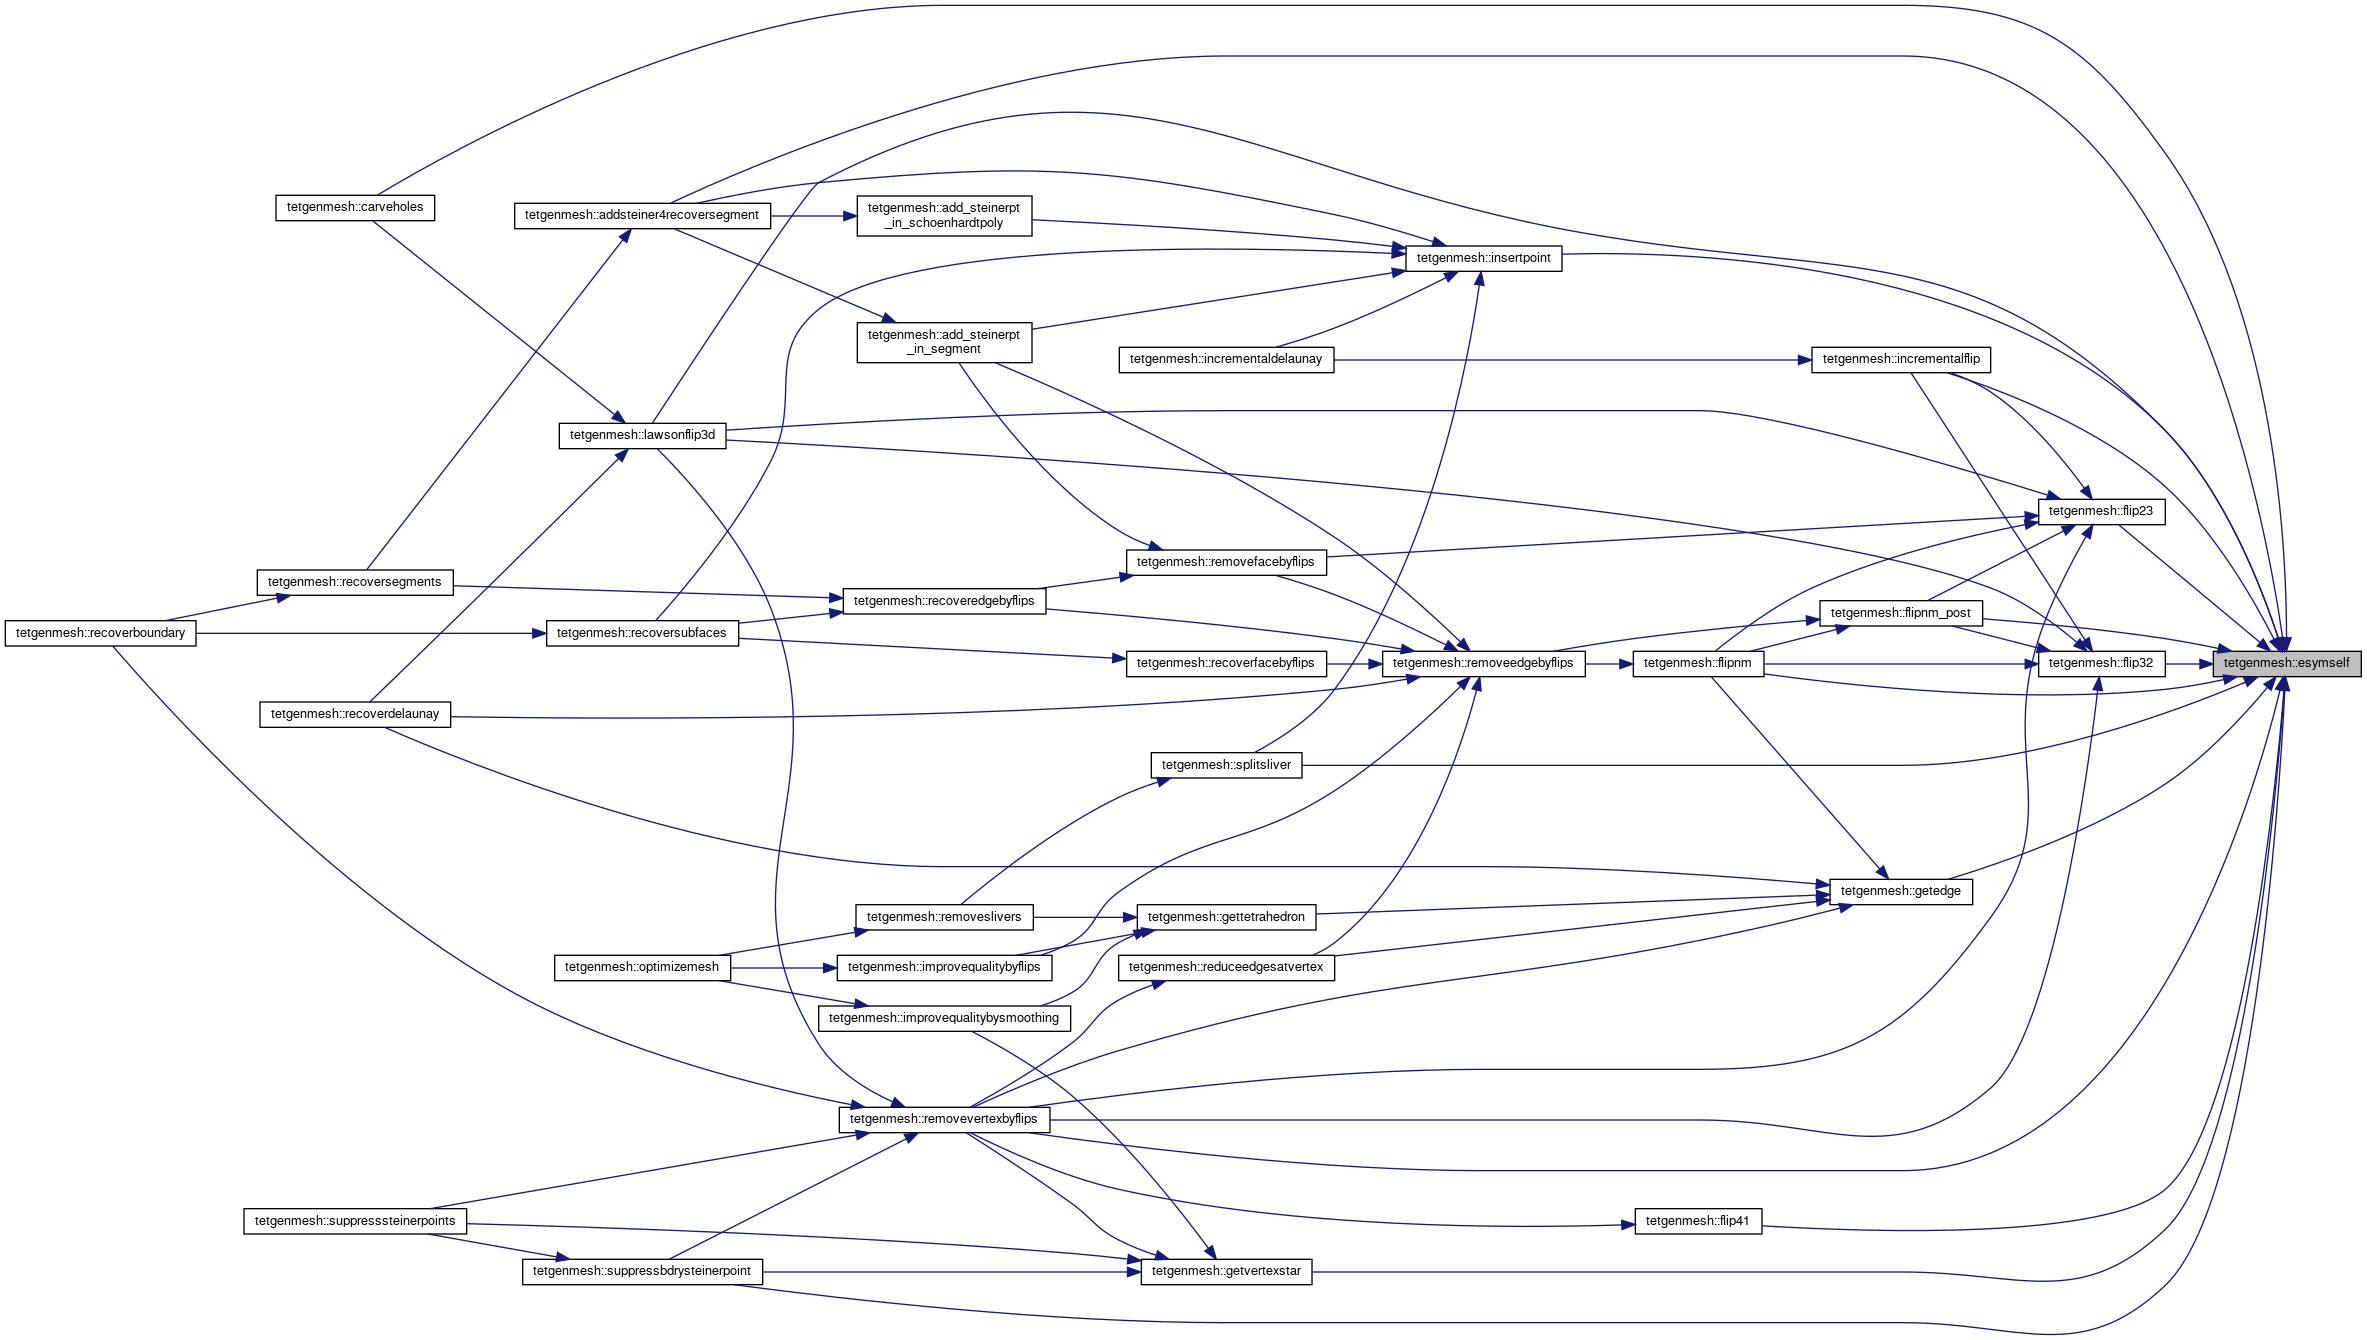 tetgenmesh::carveholes
tetgenmesh::addsteiner4recoversegment
tetgenmesh::add_steinerpt
_in_schoenhardtpoly
tetgenmesh::insertpoint
tetgenmesh::add_steinerpt
_in_segment
tetgenmesh::incrementaldelaunay
tetgenmesh::incrementalflip
tetgenmesh::lawsonflip3d
tetgenmesh::flip23
tetgenmesh::removefacebyflips
tetgenmesh::recoversegments
tetgenmesh::recoveredgebyflips
tetgenmesh::flipnm_post
tetgenmesh::recoverboundary
tetgenmesh::recoversubfaces
tetgenmesh::recoverfacebyflips
tetgenmesh::removeedgebyflips
tetgenmesh::flipnm
tetgenmesh::flip32
tetgenmesh::esymself
tetgenmesh::recoverdelaunay
tetgenmesh::splitsliver
tetgenmesh::getedge
tetgenmesh::removeslivers
tetgenmesh::gettetrahedron
tetgenmesh::optimizemesh
tetgenmesh::improvequalitybyflips
tetgenmesh::reduceedgesatvertex
tetgenmesh::improvequalitybysmoothing
tetgenmesh::removevertexbyflips
tetgenmesh::suppresssteinerpoints
tetgenmesh::flip41
tetgenmesh::suppressbdrysteinerpoint
tetgenmesh::getvertexstar